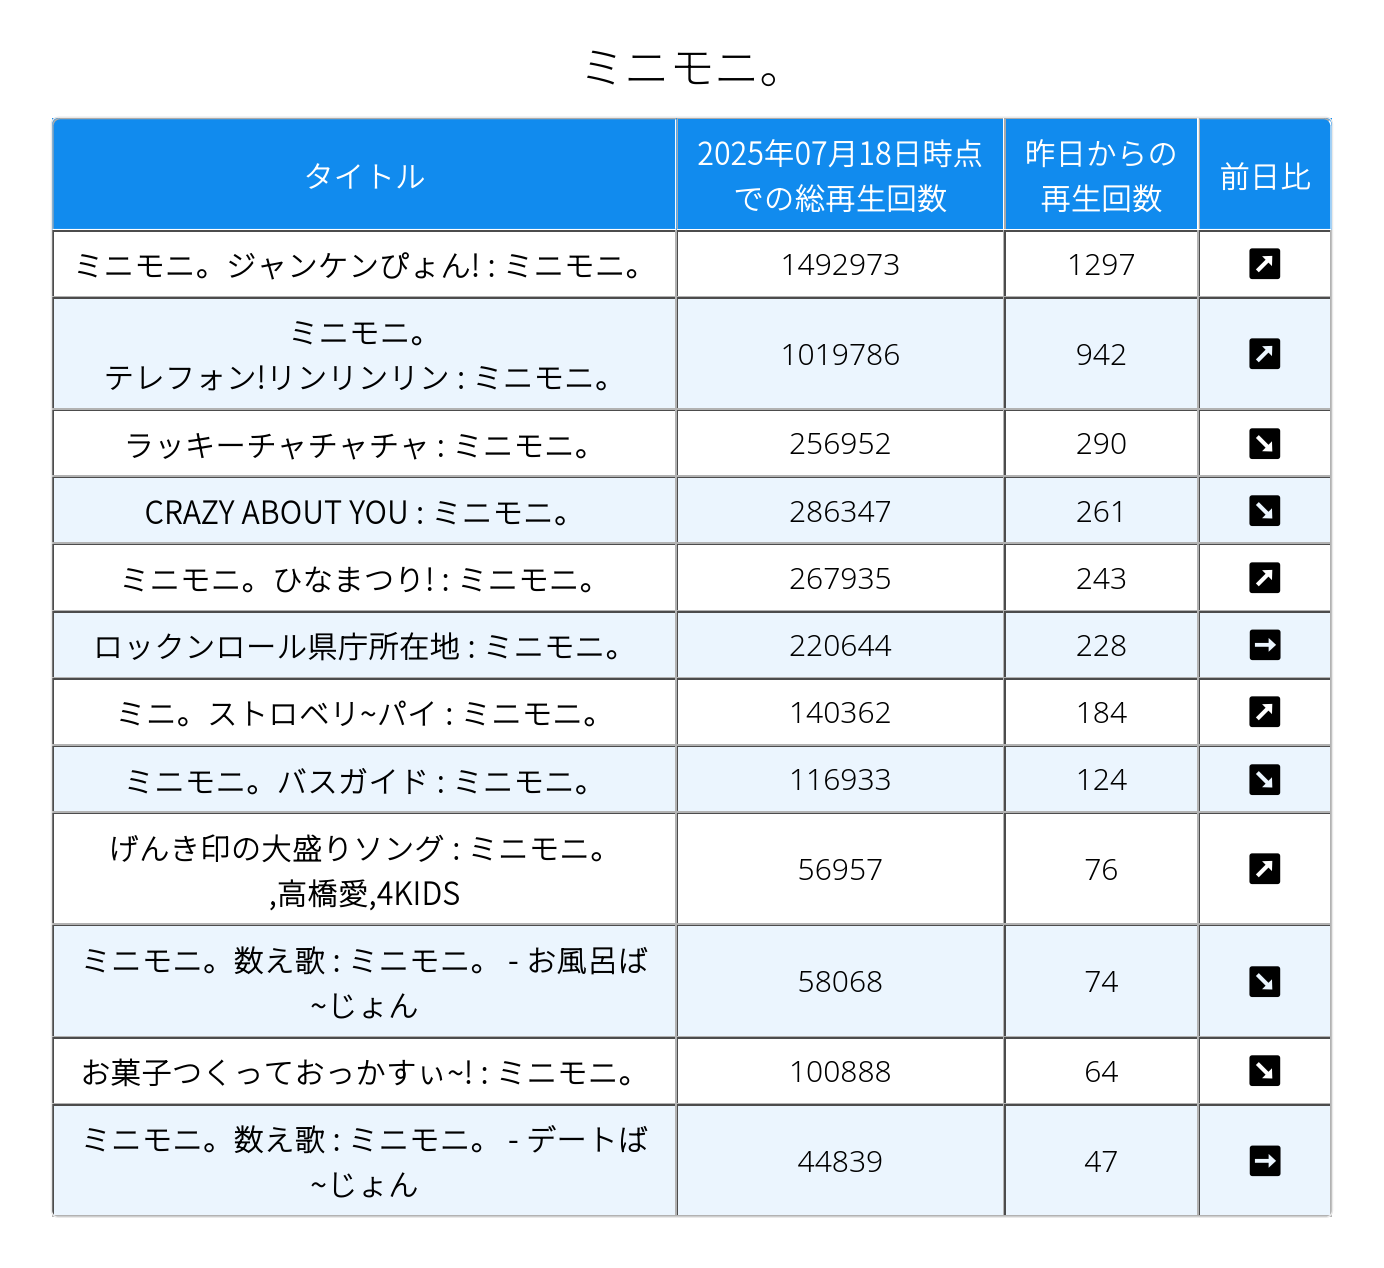 ミニモニ。
タイトル
2025年07月18日時点
での総再生回数
昨日からの
再生回数
前日比
ミニモニ。ジャンケンぴょん! : ミニモニ。
1492973
1297
ミニモニ。
テレフォン!リンリンリン : ミニモニ。
1019786
942
ラッキーチャチャチャ : ミニモニ。
256952
290
CRAZY ABOUT YOU : ミニモニ。
286347
261
ミニモニ。ひなまつり! : ミニモニ。
267935
243
ロックンロール県庁所在地 : ミニモニ。
220644
228
ミニ。ストロベリ~パイ : ミニモニ。
140362
184
ミニモニ。バスガイド : ミニモニ。
116933
124
げんき印の大盛りソング : ミニモニ。
,高橋愛,4KIDS
56957
76
ミニモニ。数え歌 : ミニモニ。 - お風呂ば
~じょん
58068
74
お菓子つくっておっかすぃ~! : ミニモニ。
100888
64
ミニモニ。数え歌 : ミニモニ。 - デートば
~じょん
44839
47